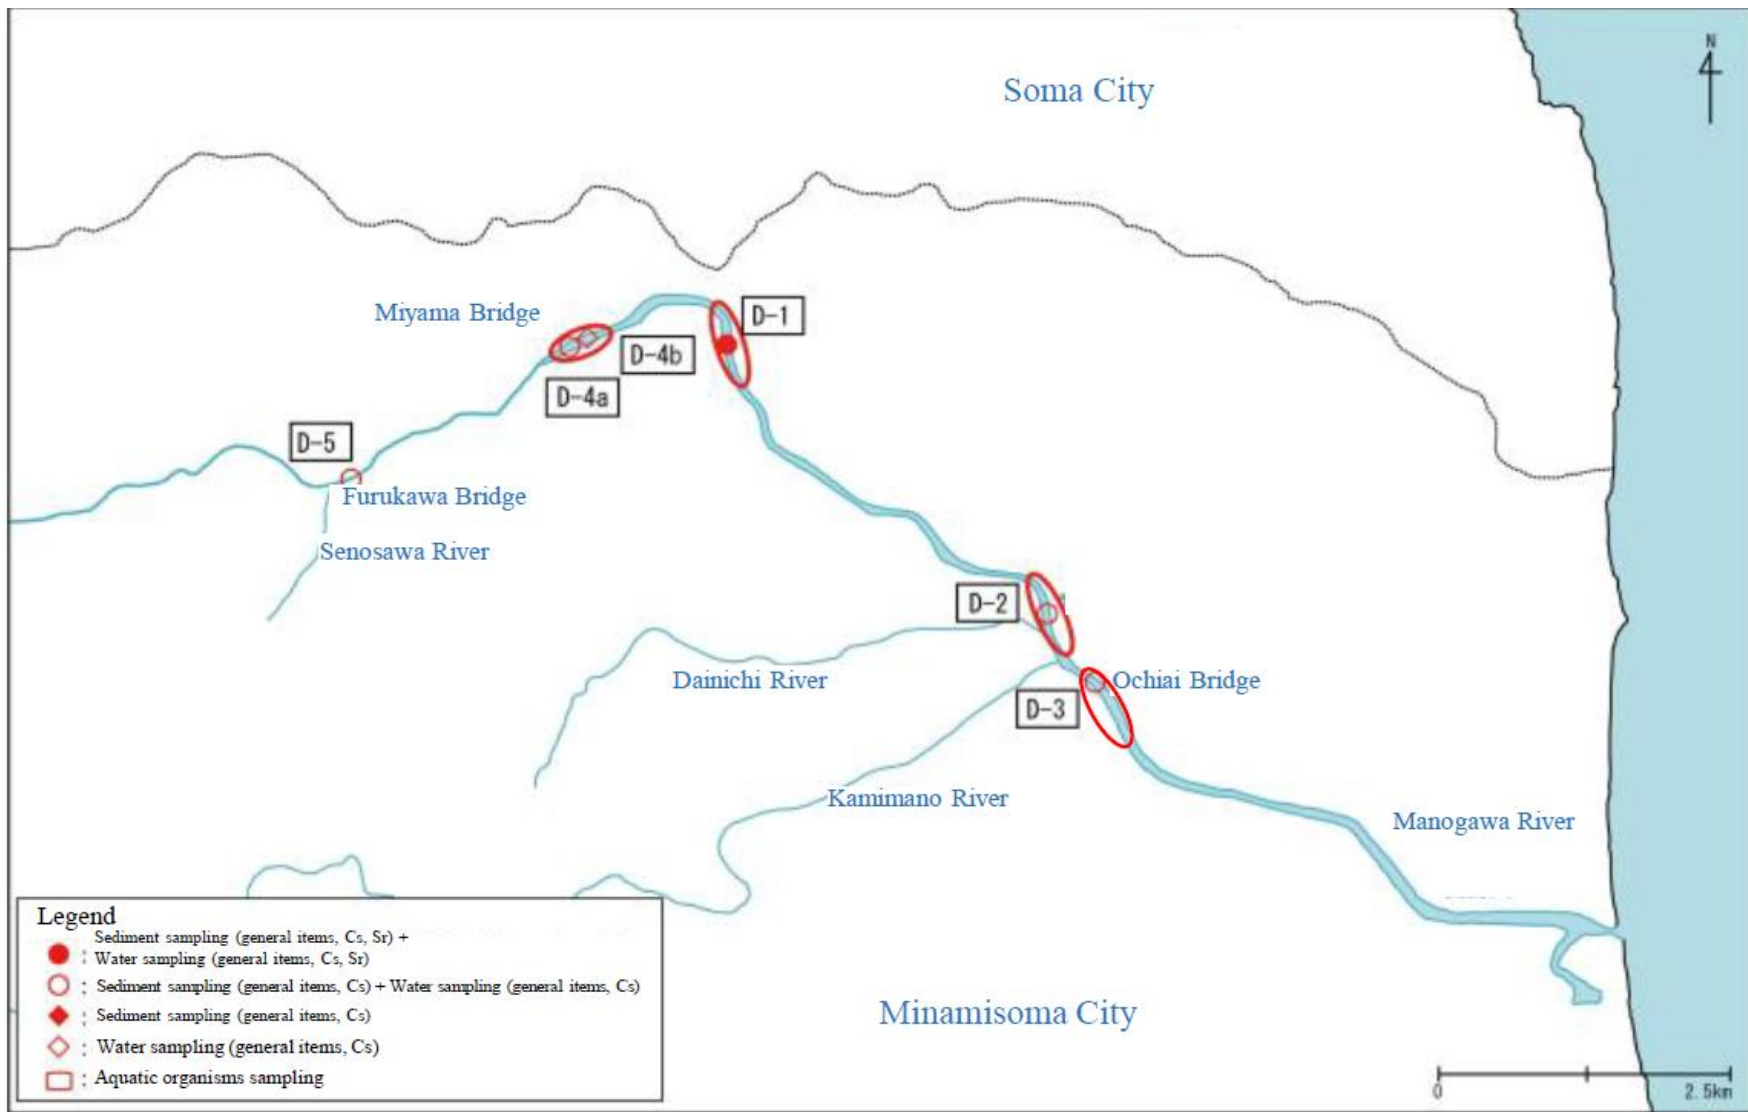 N
Soma City
Miyama Bridge
D-1
D-4b
D-4a
D-5
Furukawa Bridge
Senosawa River
D-2
Dainichi River
Ochiai Bridge
D-3
Kamimano River
Manogawa River
Minamisoma City
Legend
Sediment sampling (general items, Cs, Sr) +
: Water sampling (general items, Cs, Sr)
: Sediment sampling (general items, Cs) + Water sampling (general items, Cs)
: Sediment sampling (general items, Cs)
: Water sampling (general items, Cs)
: Aquatic organisms sampling
0 2.5km